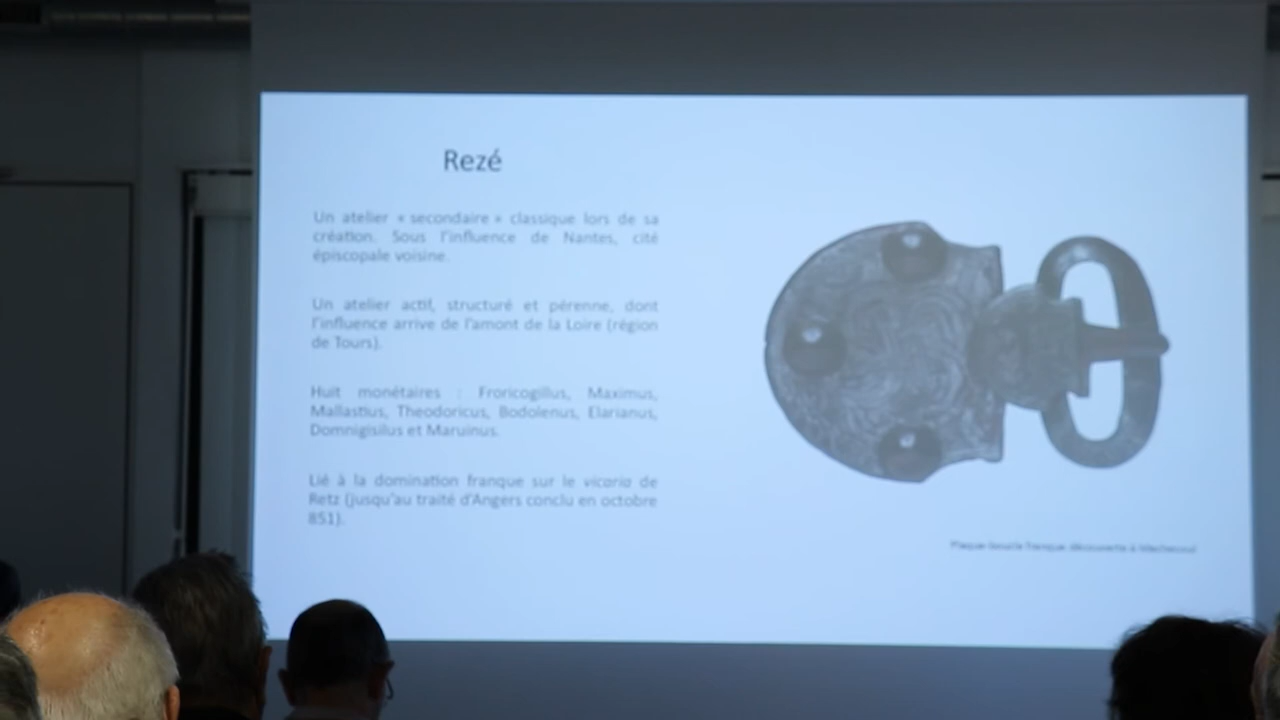 Rezé
Un atelier « secondaire » classique lors de sa
création. Sous l'influence de Nantes, cité
épiscopale voisine.
Un atelier actif, structuré et pérenne, dont
l'influence arrive de l'amont de la Loire (région
de Tours).
Huit monétaires : Froricogillus, Maximus,
Mallastius, Theodoricus, Bodolenus, Elarianus,
Domnigisilus et Maruinus.
Lié à la domination franque sur le vicaria de
Retz (jusqu'au traité d'Angers conclu en octobre
851).
Plaque-boucle franque découverte à Machecoul